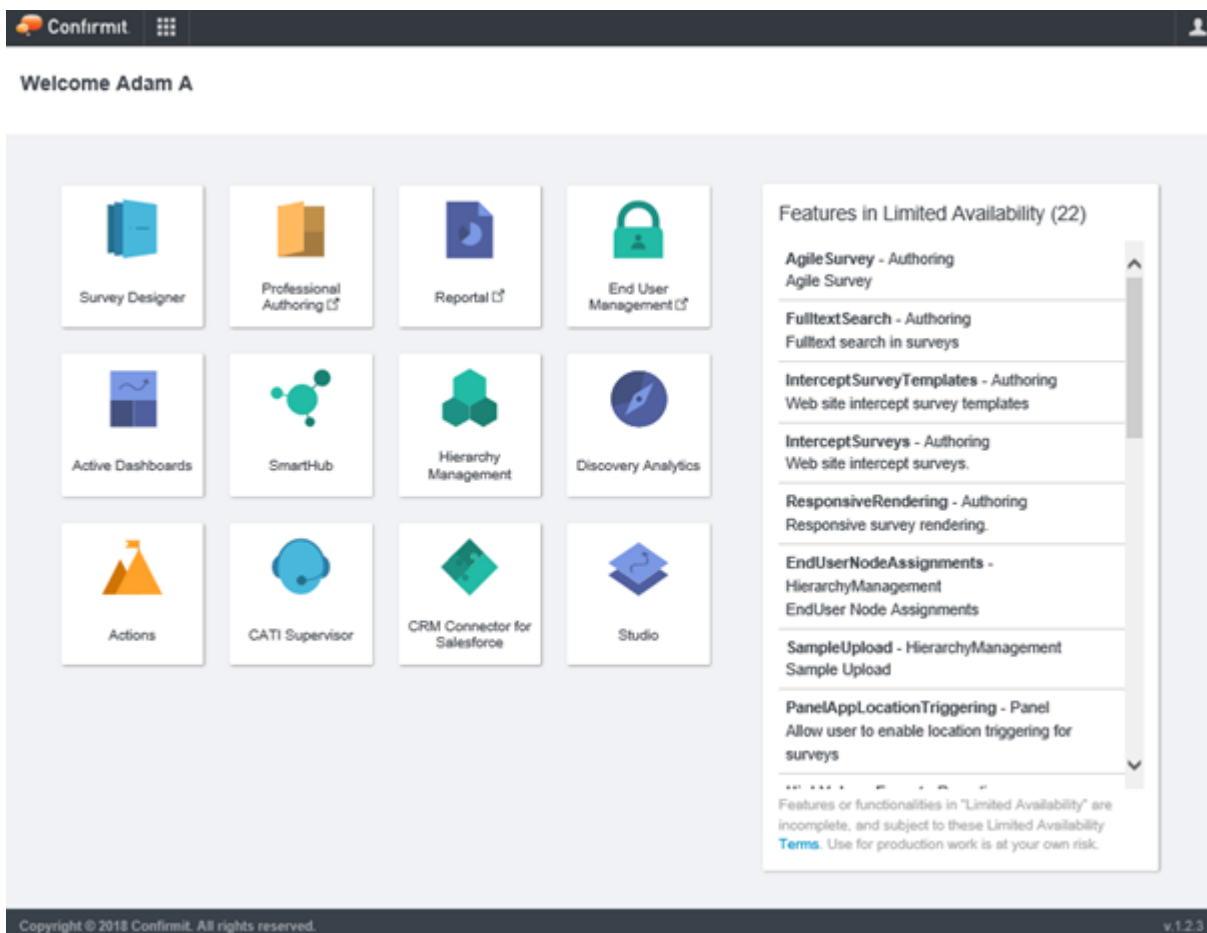 Confirmit.
Welcome Adam A
Survey Designer
Professional
Authoring
Reportal
End User
Management
Active Dashboards
SmartHub
Hierarchy
Management
Discovery Analytics
Actions
CATI Supervisor
CRM Connector for
Salesforce
Studio
Features in Limited Availability (22)
AgileSurvey - Authoring
Agile Survey
FulltextSearch - Authoring
Fulltext search in surveys
InterceptSurveyTemplates - Authoring
Web site intercept survey templates
InterceptSurveys - Authoring
Web site intercept surveys.
ResponsiveRendering - Authoring
Responsive survey rendering.
EndUserNodeAssignments -
HierarchyManagement
EndUser Node Assignments
SampleUpload - HierarchyManagement
Sample Upload
PanelAppLocationTriggering - Panel
Allow user to enable location triggering for
surveys
Features or functionalities in "Limited Availability" are
incomplete, and subject to these Limited Availability
Terms. Use for production work is at your own risk.
Copyright © 2018 Confirmit. All rights reserved.
v.1.2.3